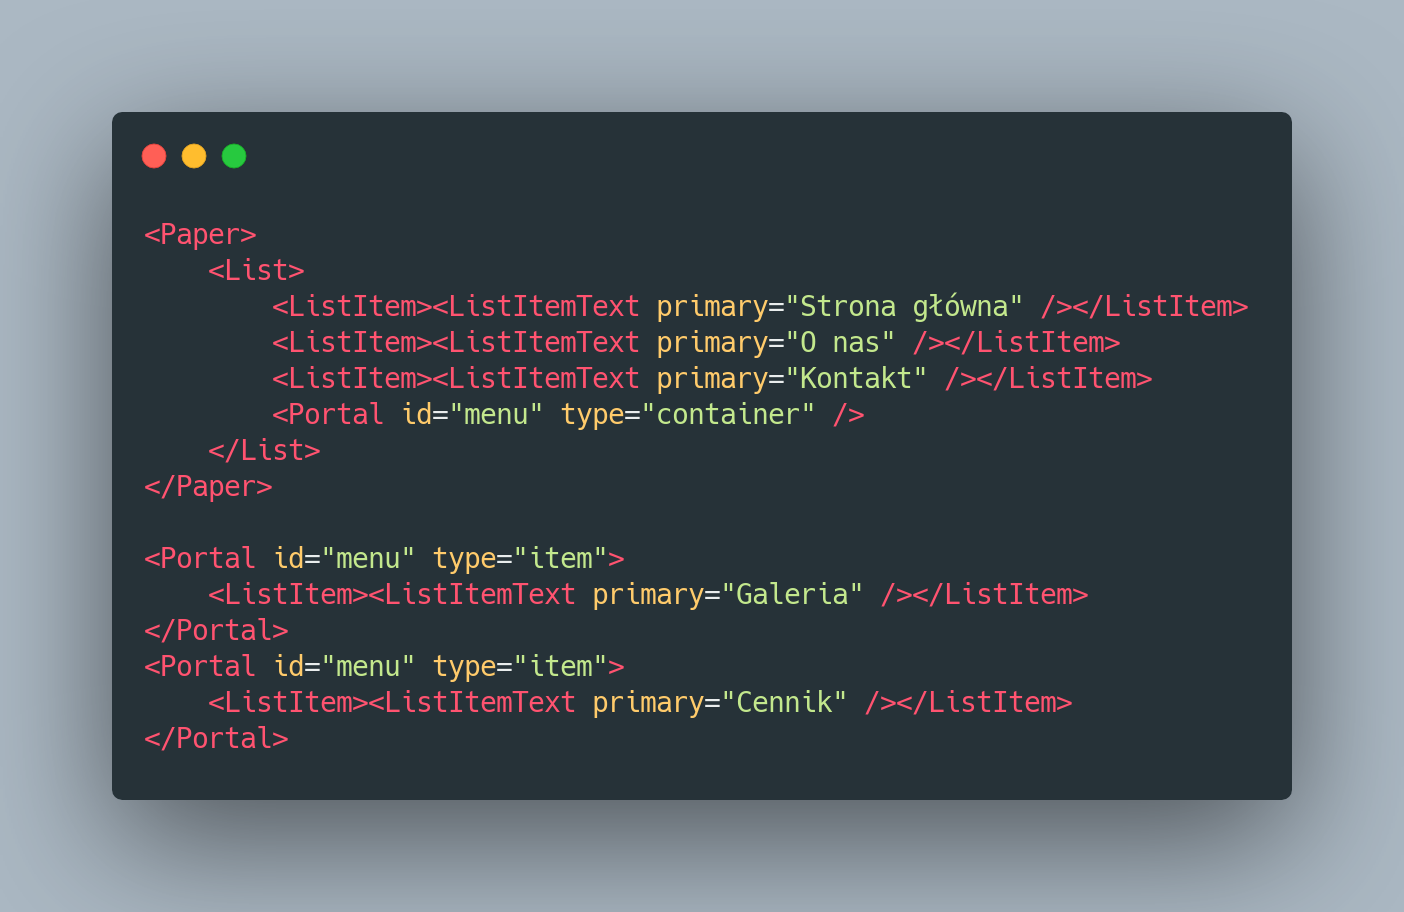 <Paper>
    <List>
        <ListItem><ListItemText primary="Strona główna" /></ListItem>
        <ListItem><ListItemText primary="O nas" /></ListItem>
        <ListItem><ListItemText primary="Kontakt" /></ListItem>
        <Portal id="menu" type="container" />
    </List>
</Paper>

<Portal id="menu" type="item">
    <ListItem><ListItemText primary="Galeria" /></ListItem>
</Portal>
<Portal id="menu" type="item">
    <ListItem><ListItemText primary="Cennik" /></ListItem>
</Portal>